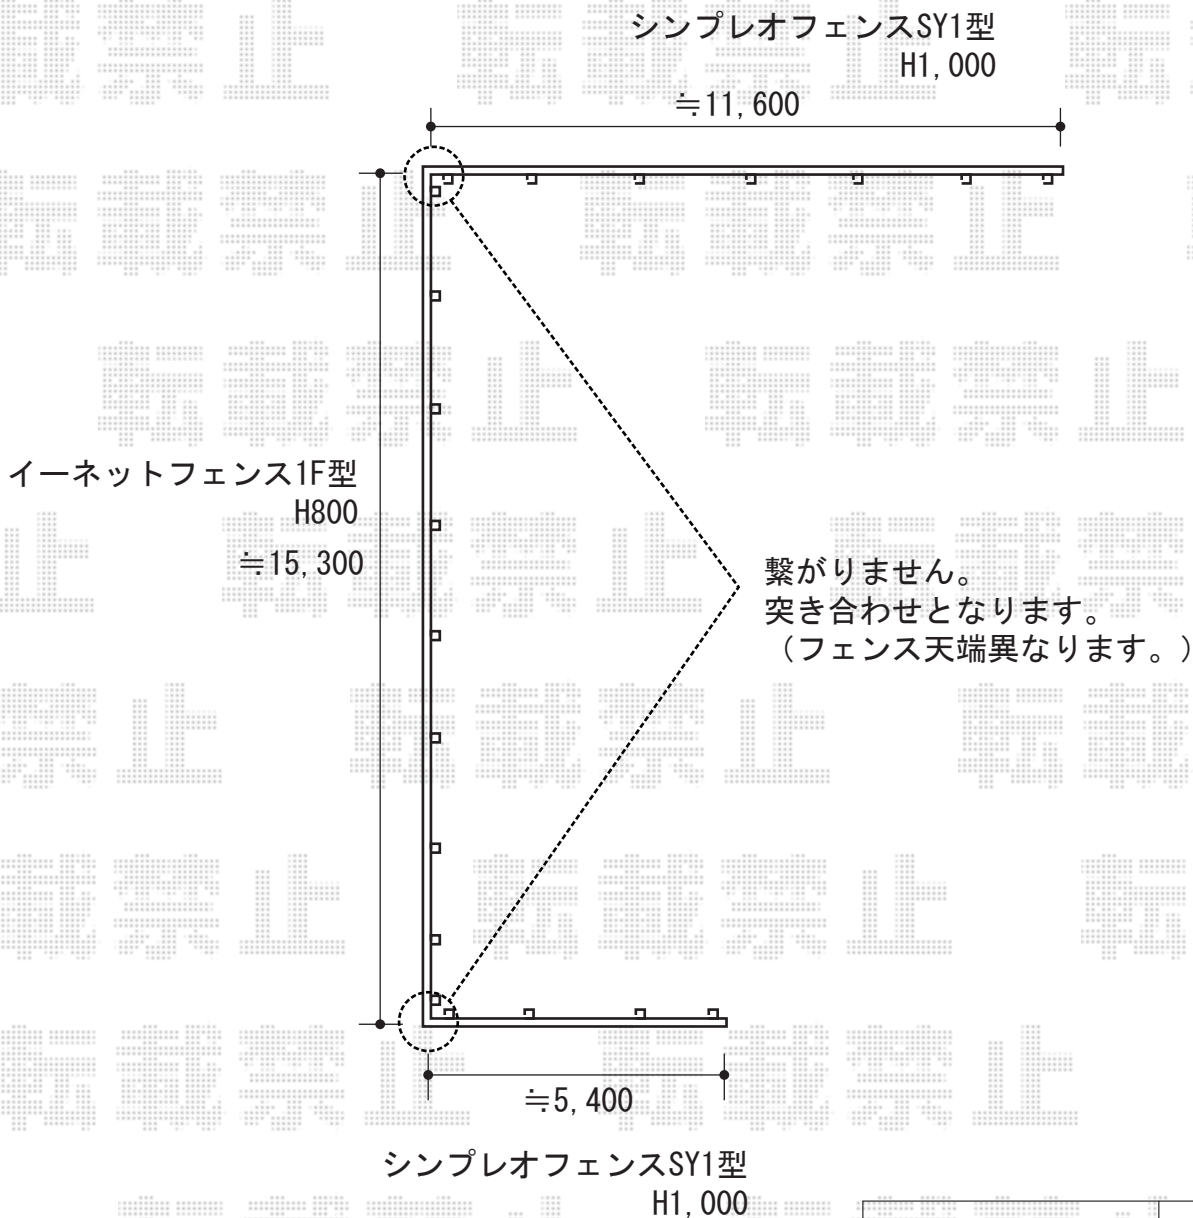 シンプレオフェンスSY1型
H1,000
≒11,600
イーネットフェンス1F型
H800
≒15,300
繋がりません。
突き合わせとなります。
（フェンス天端異なります。）
≒5,400
シンプレオフェンスSY1型
H1,000
転載禁止